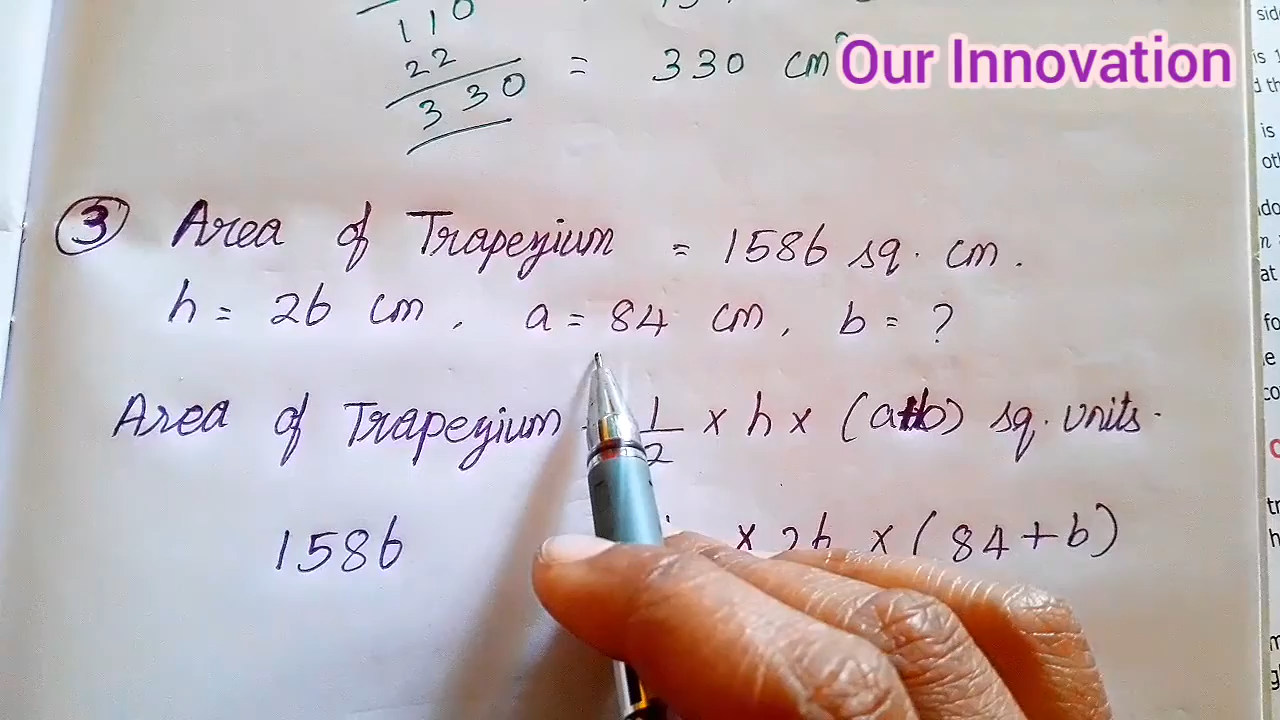 110
22
330 = 330 cm²
Our Innovation
3 Area of Trapezium = 1586 sq. cm.
h = 26 cm, a = 84 cm, b = ?
Area of Trapezium 1/2 x h x (a+b) sq. units.
1586 x 26 x (84+b)